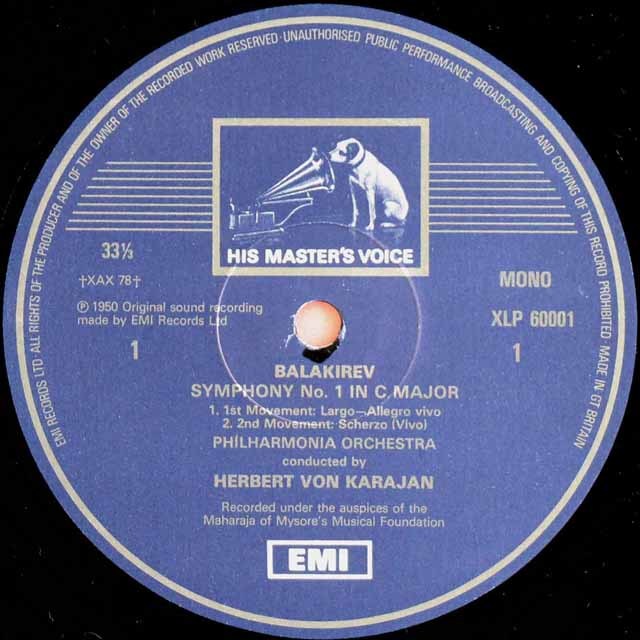 EMI RECORDS LTD ALL RIGHTS OF THE PRODUCER AND OF THE OWNER OF THE RECORDED WORK RESERVED · UNAUTHORISED PUBLIC PERFORMANCE BROADCASTING AND COPYING OF THIS RECORD PROHIBITED · MADE IN GT BRITAIN
HIS MASTER'S VOICE
33⅓
†XAX 78†
MONO
℗ 1950 Original sound recording
made by EMI Records Ltd
XLP 60001
1
1
BALAKIREV
SYMPHONY No. 1 IN C MAJOR
1. 1st Movement: Largo—Allegro vivo
2. 2nd Movement: Scherzo (Vivo)
PHILHARMONIA ORCHESTRA
conducted by
HERBERT VON KARAJAN
Recorded under the auspices of the
Maharaja of Mysore's Musical Foundation
EMI